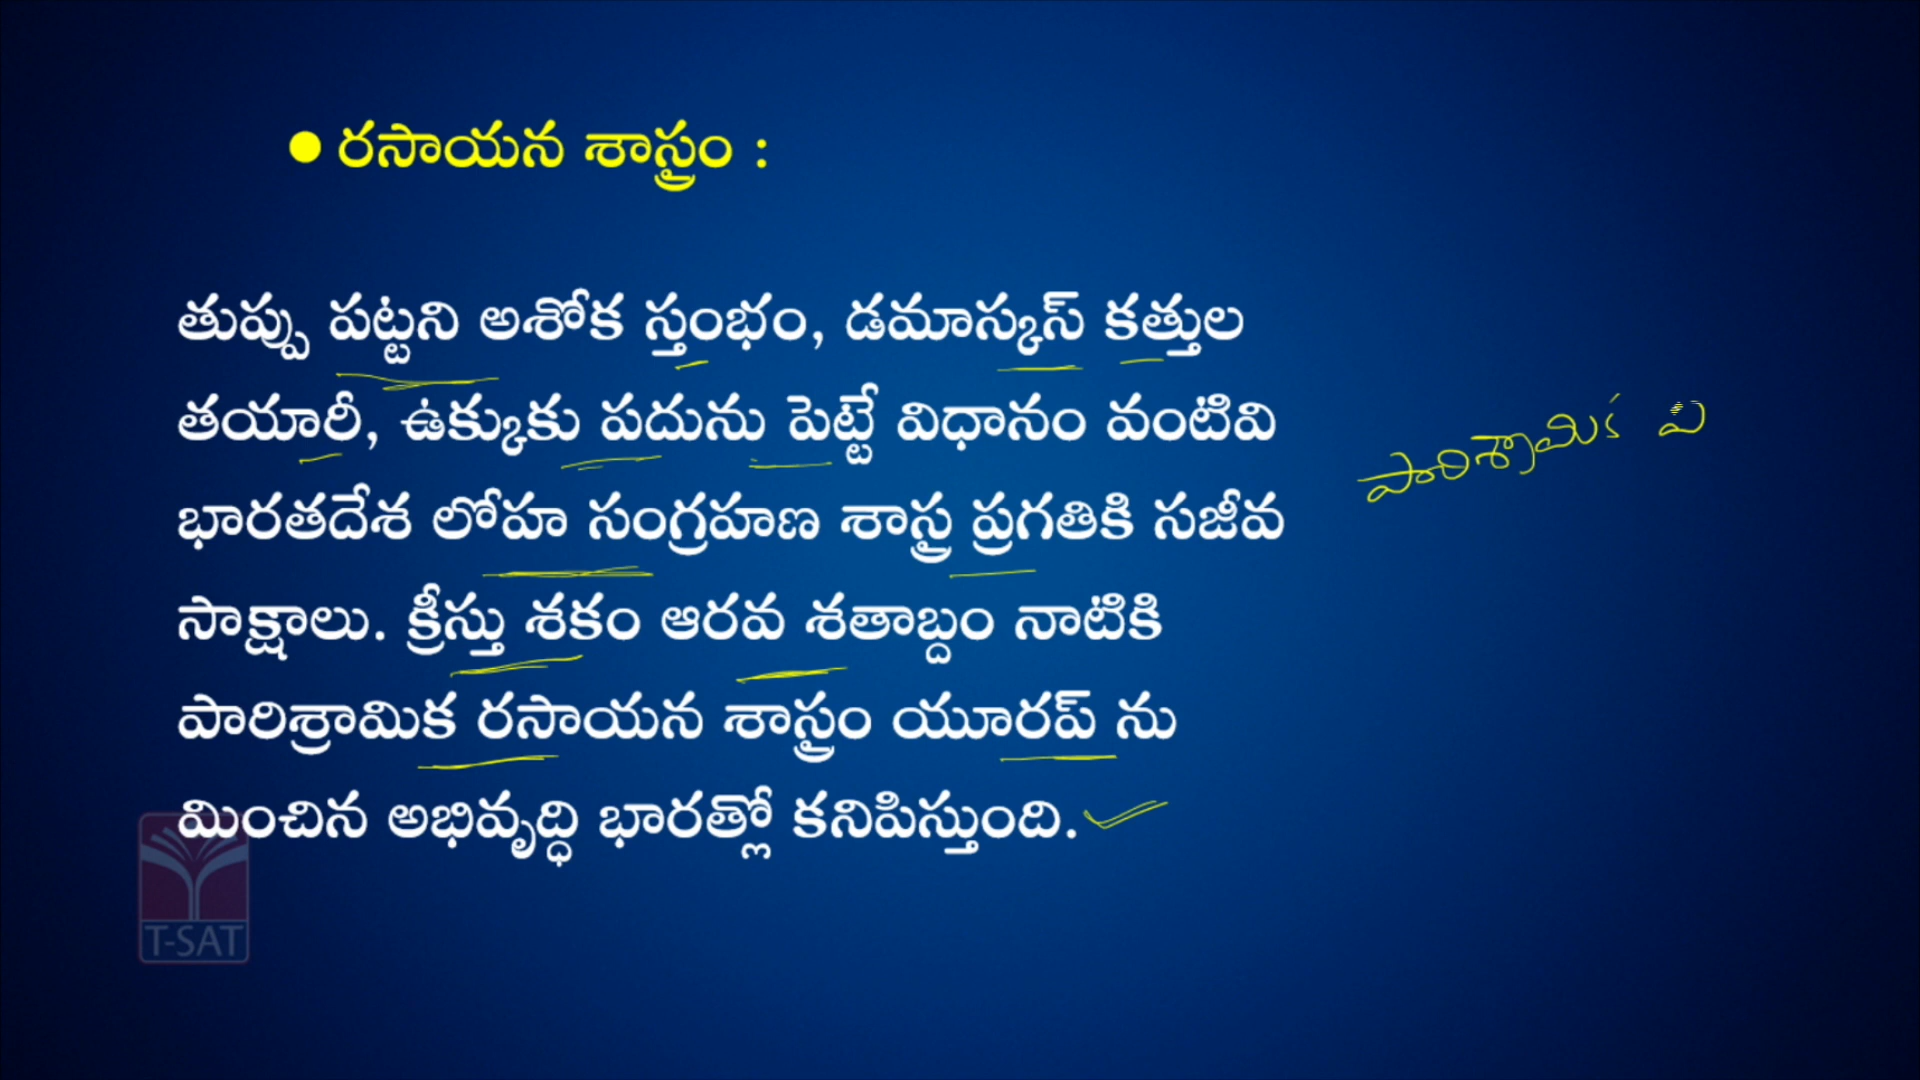 ● రసాయన శాస్త్రం :
తుప్పు పట్టని అశోక స్తంభం, డమాస్కస్ కత్తుల
తయారీ, ఉక్కుకు పదును పెట్టే విధానం వంటివి
భారతదేశ లోహ సంగ్రహణ శాస్త్ర ప్రగతికి సజీవ
సాక్షాలు. క్రీస్తు శకం ఆరవ శతాబ్దం నాటికి
పారిశ్రామిక రసాయన శాస్త్రం యూరప్ ను
మించిన అభివృద్ధి భారత్లో కనిపిస్తుంది.
పారిశ్రామిక వి
T-SAT